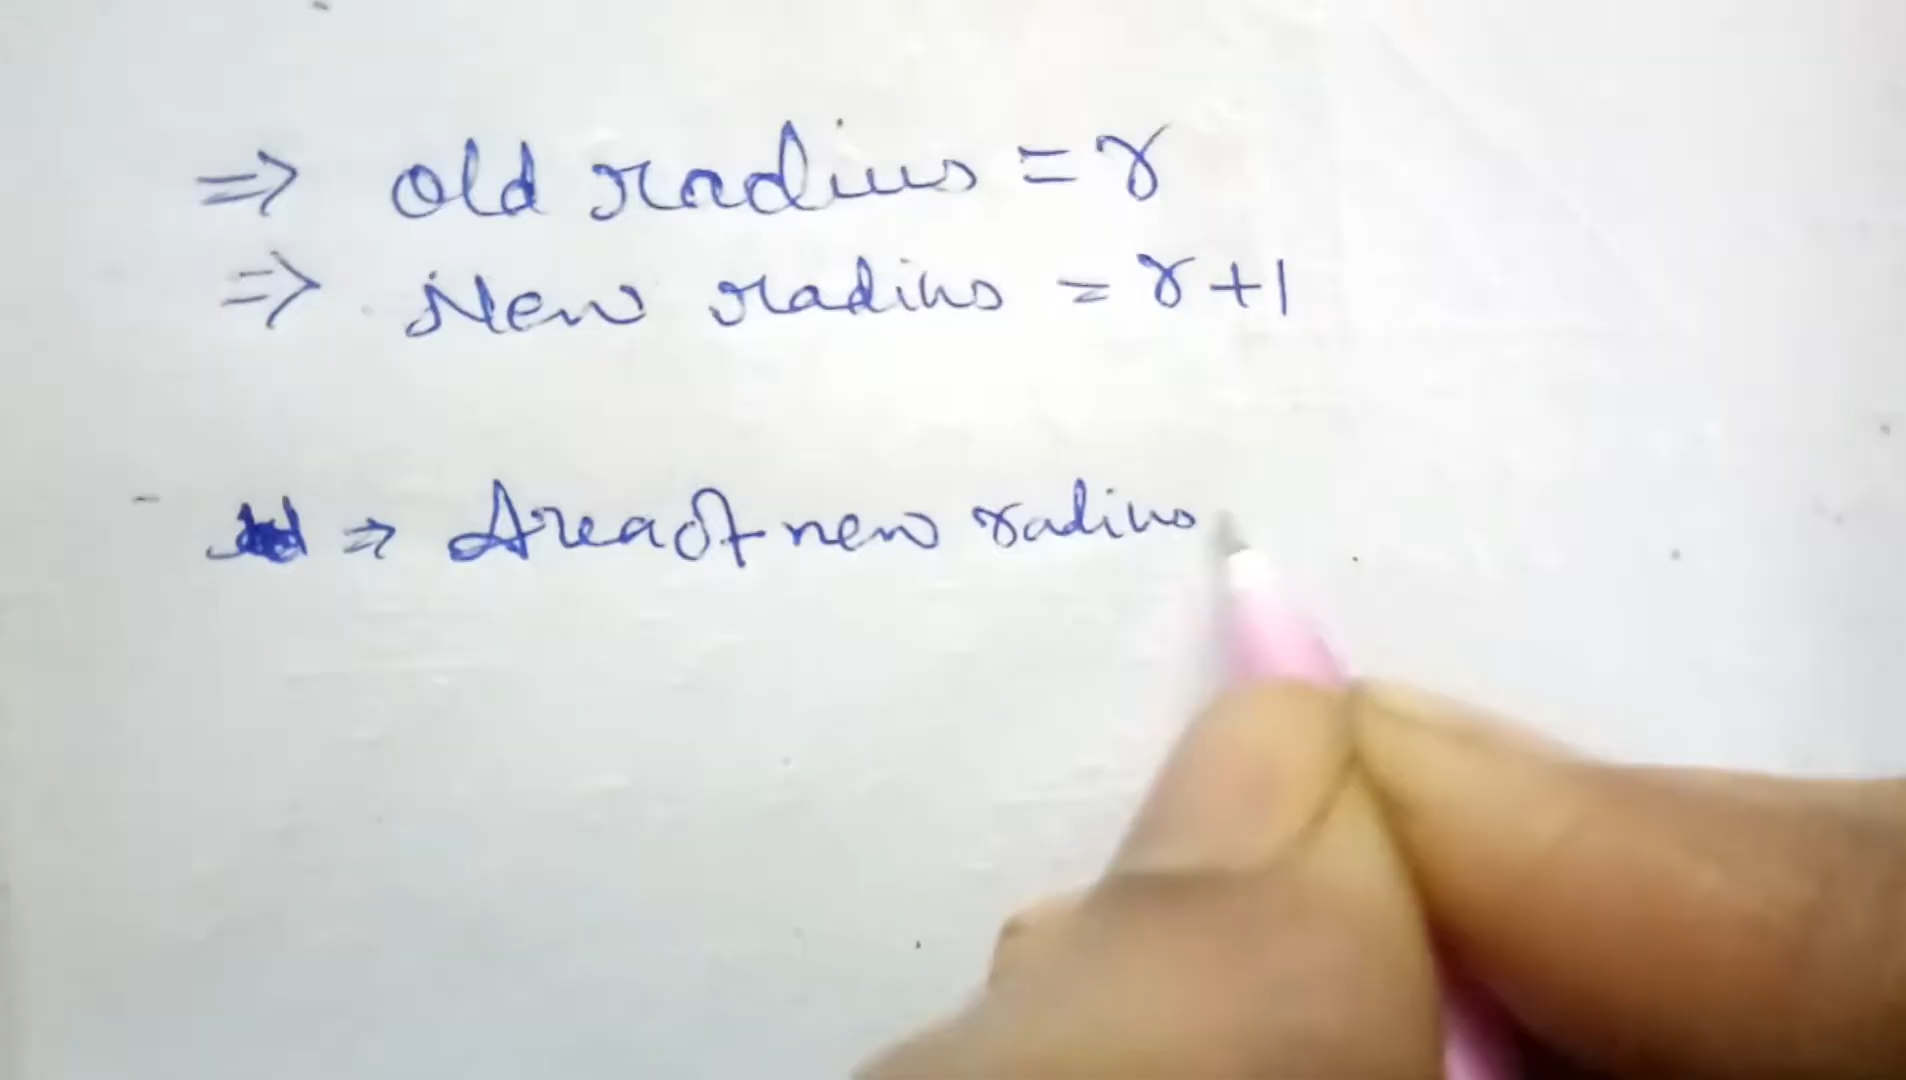 ⇒ old radius = r
⇒ New radius = r+1
⇒ Area of new radius